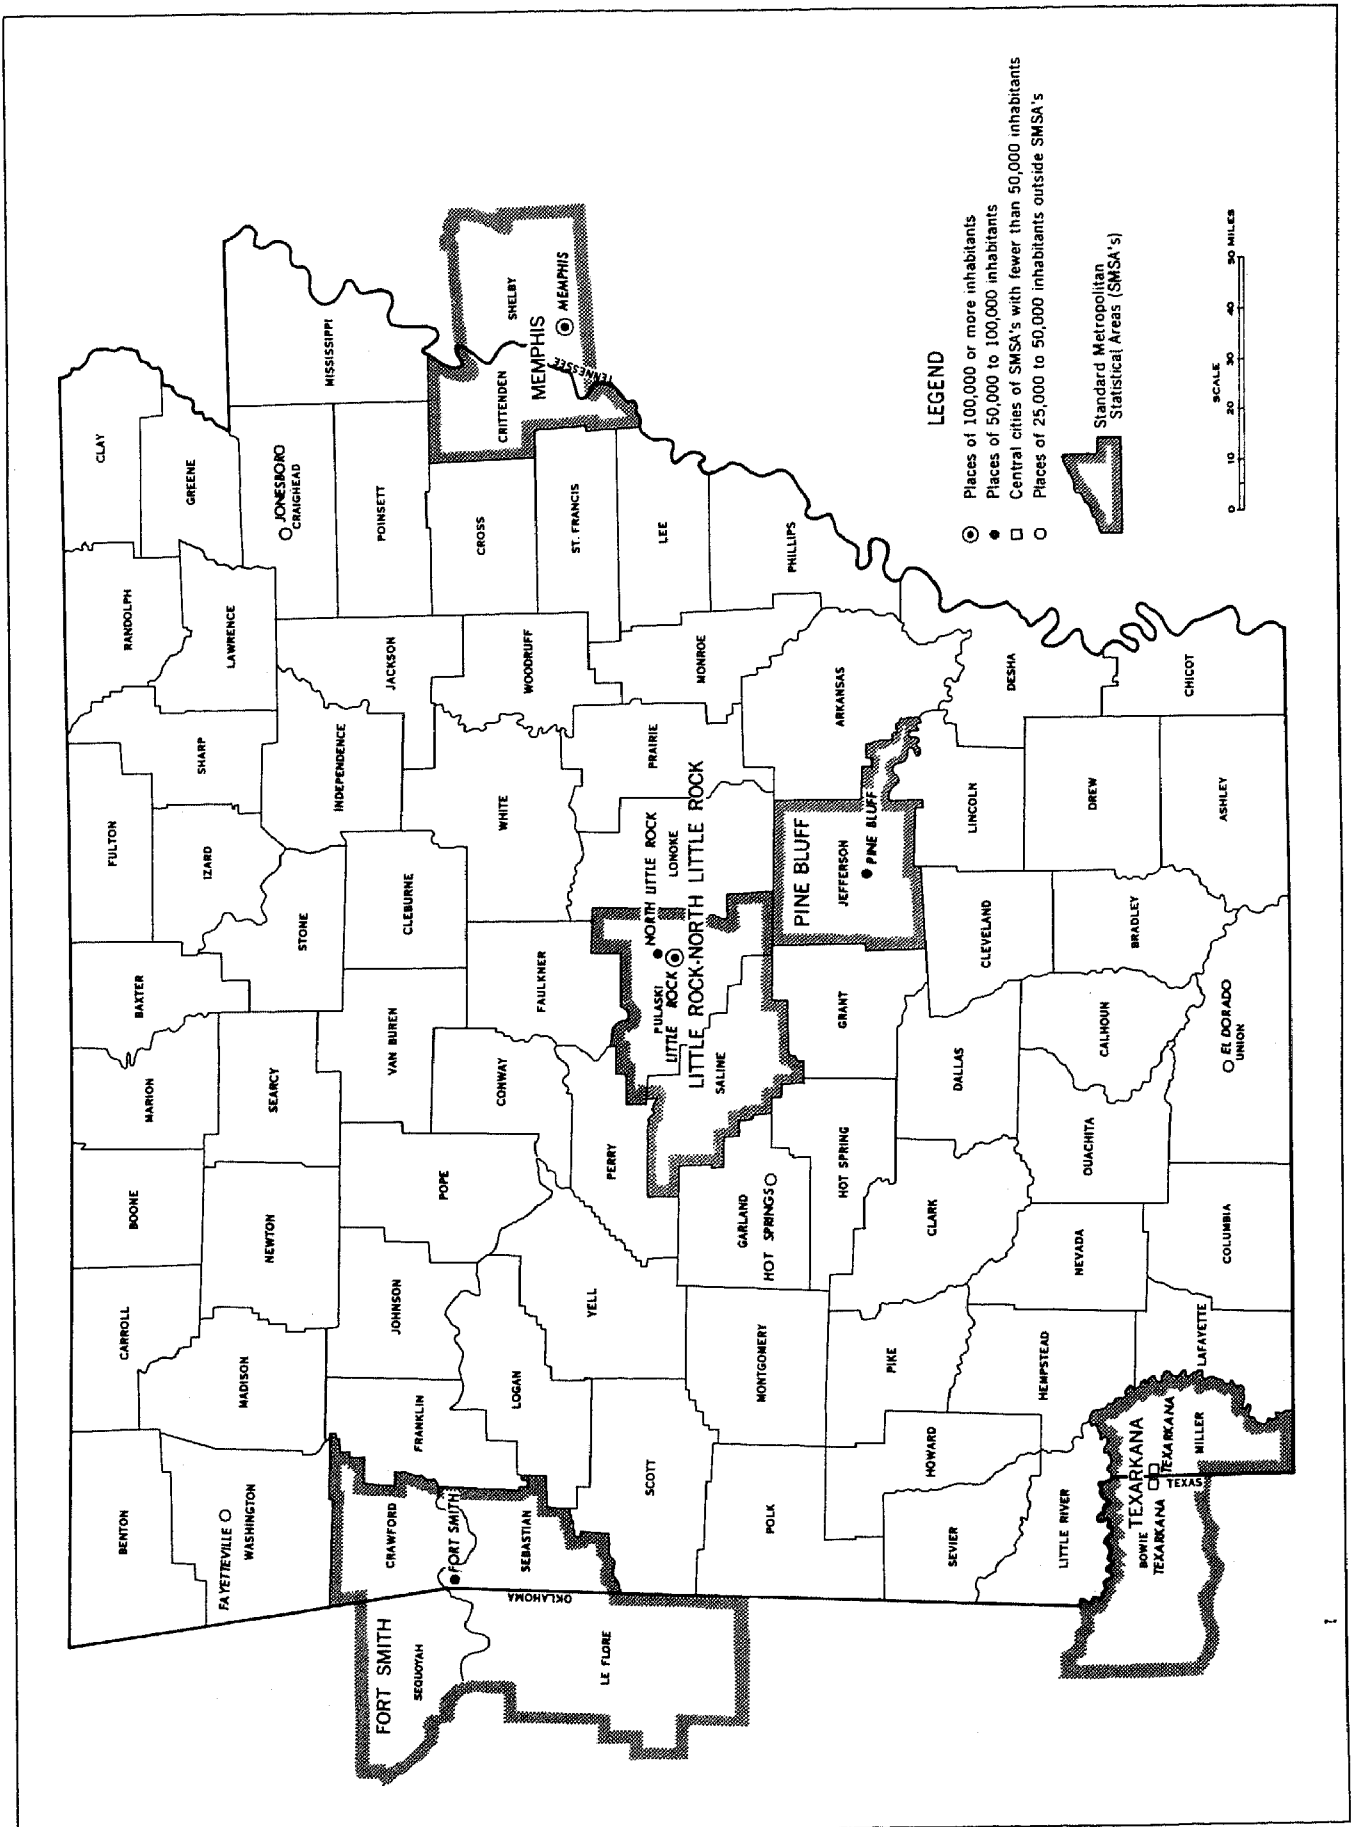 BENTON
CARROLL
BOONE
MARION
BAXTER
FULTON
RANDOLPH
CLAY
SHARP
IZARD
LAWRENCE
GREENE
FAYETTEVILLE
WASHINGTON
MADISON
NEWTON
SEARCY
STONE
INDEPENDENCE
JONESBORO
CRAIGHEAD
MISSISSIPPI
CRAWFORD
FRANKLIN
JOHNSON
POPE
VAN BUREN
CLEBURNE
JACKSON
POINSETT
FORT SMITH
SEQUOYAH
FORT SMITH
SEBASTIAN
LOGAN
CONWAY
FAULKNER
WHITE
WOODRUFF
CROSS
CRITTENDEN
SHELBY
MEMPHIS
MEMPHIS
TENNESSEE
OKLAHOMA
LE FLORE
SCOTT
YELL
PERRY
PULASKI
NORTH LITTLE ROCK
LITTLE ROCK
LITTLE ROCK-NORTH LITTLE ROCK
LONOKE
PRAIRIE
MONROE
ST. FRANCIS
LEE
PHILLIPS
SALINE
POLK
MONTGOMERY
GARLAND
HOT SPRINGS
HOT SPRING
GRANT
PINE BLUFF
JEFFERSON
PINE BLUFF
ARKANSAS
SEVIER
HOWARD
PIKE
CLARK
DALLAS
CLEVELAND
LINCOLN
DESHA
LITTLE RIVER
HEMPSTEAD
NEVADA
OUACHITA
CALHOUN
BRADLEY
DREW
CHICOT
TEXARKANA
BOWIE
TEXARKANA
TEXARKANA
TEXAS
MILLER
LAFAYETTE
COLUMBIA
EL DORADO
UNION
ASHLEY
LEGEND
Places of 100,000 or more inhabitants
Places of 50,000 to 100,000 inhabitants
Central cities of SMSA's with fewer than 50,000 inhabitants
Places of 25,000 to 50,000 inhabitants outside SMSA's
Standard Metropolitan
Statistical Areas (SMSA's)
SCALE
0 10 20 30 40 50 MILES